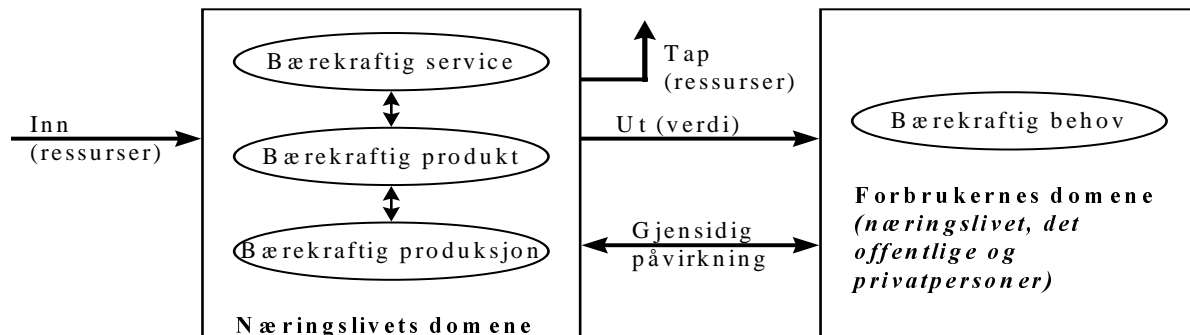 Inn
(ressurser)
Bærekraftig service
Bærekraftig produkt
Bærekraftig produksjon
Næringslivets domene
Tap
(ressurser)
Ut (verdi)
Gjensidig
påvirkning
Bærekraftig behov
Forbrukernes domene
(næringslivet, det
offentlige og
privatpersoner)